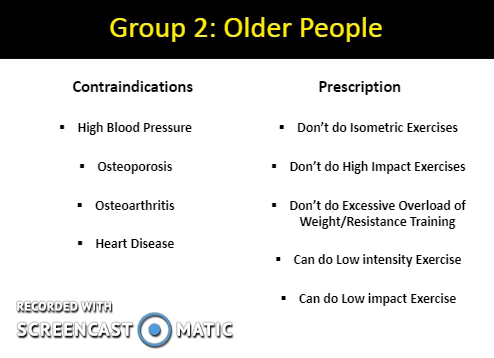 Group 2: Older People
Contraindications
▪ High Blood Pressure
▪ Osteoporosis
▪ Osteoarthritis
▪ Heart Disease
Prescription
▪ Don't do Isometric Exercises
▪ Don't do High Impact Exercises
▪ Don't do Excessive Overload of
Weight/Resistance Training
▪ Can do Low intensity Exercise
▪ Can do Low impact Exercise
RECORDED WITH
SCREENCAST MATIC